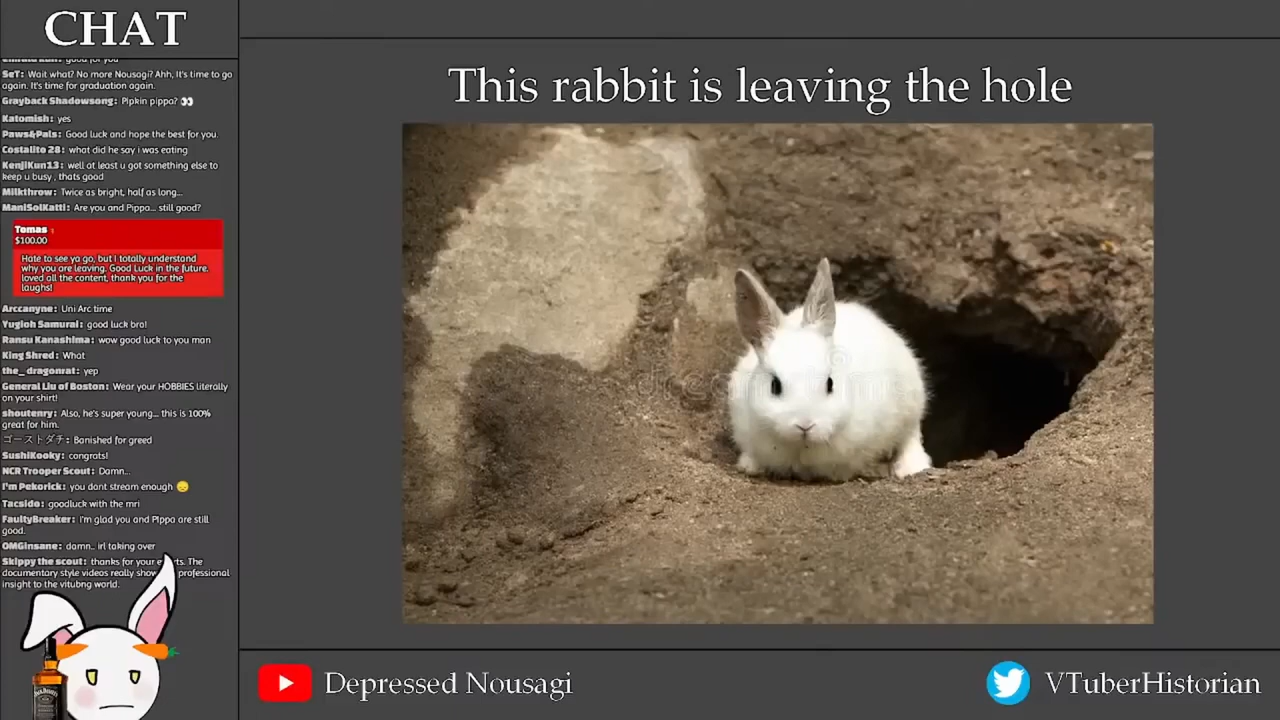 CHAT
This rabbit is leaving the hole
good for you
SeT: Wait what? No more Nousagi? Ahh, It's time to go
again. It's time for graduation again.
Grayback Shadowsong: Pipkin pippa? 👀
Katomish: yes
Paws&Pals: Good luck and hope the best for you.
Costalito 28: what did he say i was eating
KenjiKun13: well at least u got something else to
keep u busy , thats good
Milkthrow: Twice as bright, half as long...
ManiSolKatti: Are you and Pippa... still good?
Tomas
$100.00
Hate to see ya go, but I totally understand
why you are leaving. Good Luck in the future.
loved all the content, thank you for the
laughs!
Arccanyne: Uni Arc time
Yugioh Samurai: good luck bro!
Ransu Kanashima: wow good luck to you man
King Shred: What
the_dragonrat: yep
General Liu of Boston: Wear your HOBBIES literally
on your shirt!
shoutenry: Also, he's super young... this is 100%
great for him.
ゴーストダチ: Banished for greed
SushiKooky: congrats!
NCR Trooper Scout: Damn...
I'm Pekorick: you dont stream enough 😞
Tacsido: goodluck with the mri
FaultyBreaker: I'm glad you and Pippa are still
good.
OMGinsane: damn.. irl taking over
Skippy the scout: thanks for your The
documentary style videos really professional
insight to the vitubng world.
Depressed Nousagi
VTuberHistorian